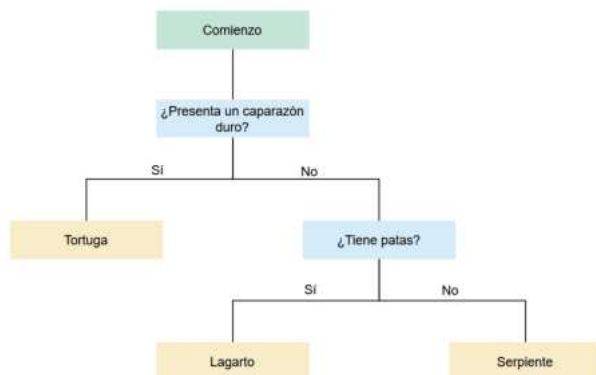 Comienzo
¿Presenta un caparazón
duro?
Sí
No
Tortuga
¿Tiene patas?
Sí
No
Lagarto
Serpiente